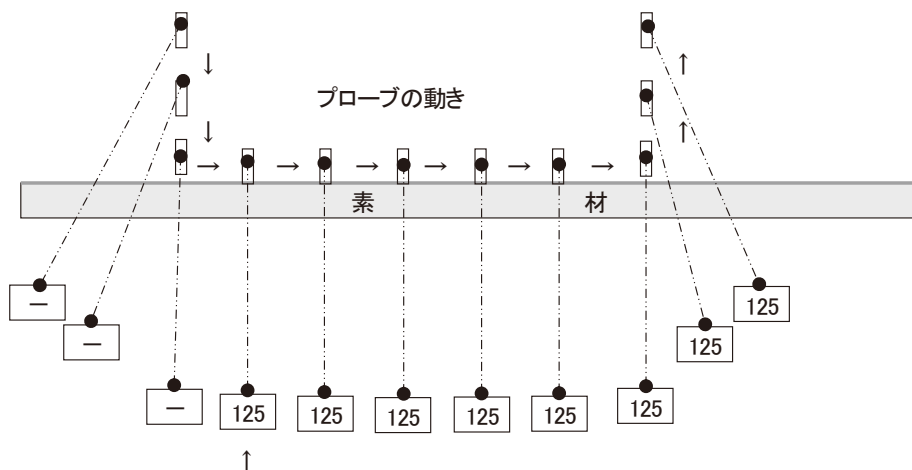 ↓ ↑
プローブの動き
↓ ↑
→ → → → → →
素 材
ー 125
ー 125
ー 125 125 125 125 125 125
↑